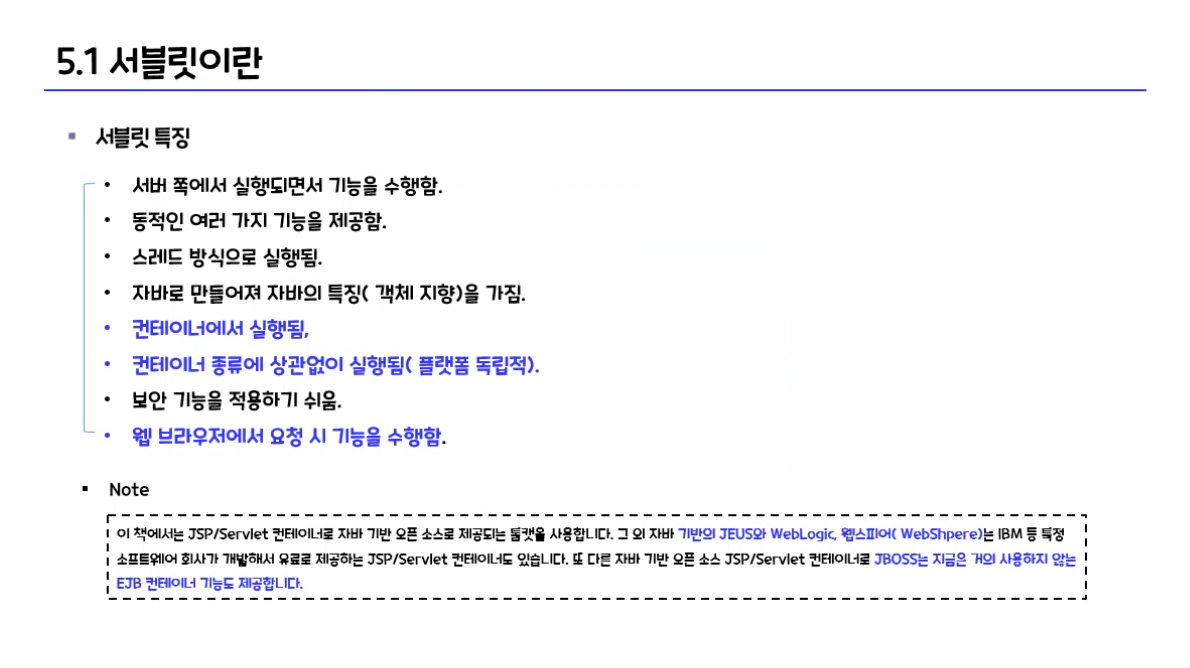 5.1 서블릿이란
▪ 서블릿 특징
• 서버 쪽에서 실행되면서 기능을 수행함.
• 동적인 여러 가지 기능을 제공함.
• 스레드 방식으로 실행됨.
• 자바로 만들어져 자바의 특징( 객체 지향)을 가짐.
• 컨테이너에서 실행됨,
• 컨테이너 종류에 상관없이 실행됨( 플랫폼 독립적).
• 보안 기능을 적용하기 쉬움.
• 웹 브라우저에서 요청 시 기능을 수행함.
▪ Note
이 책에서는 JSP/Servlet 컨테이너로 자바 기반 오픈 소스로 제공되는 톰캣을 사용합니다. 그 외 자바 기반의 JEUS와 WebLogic, 웹스피어( WebShpere)는 IBM 등 특정
소프트웨어 회사가 개발해서 유료로 제공하는 JSP/Servlet 컨테이너도 있습니다. 또 다른 자바 기반 오픈 소스 JSP/Servlet 컨테이너로 JBOSS는 지금은 거의 사용하지 않는
EJB 컨테이너 기능도 제공합니다.